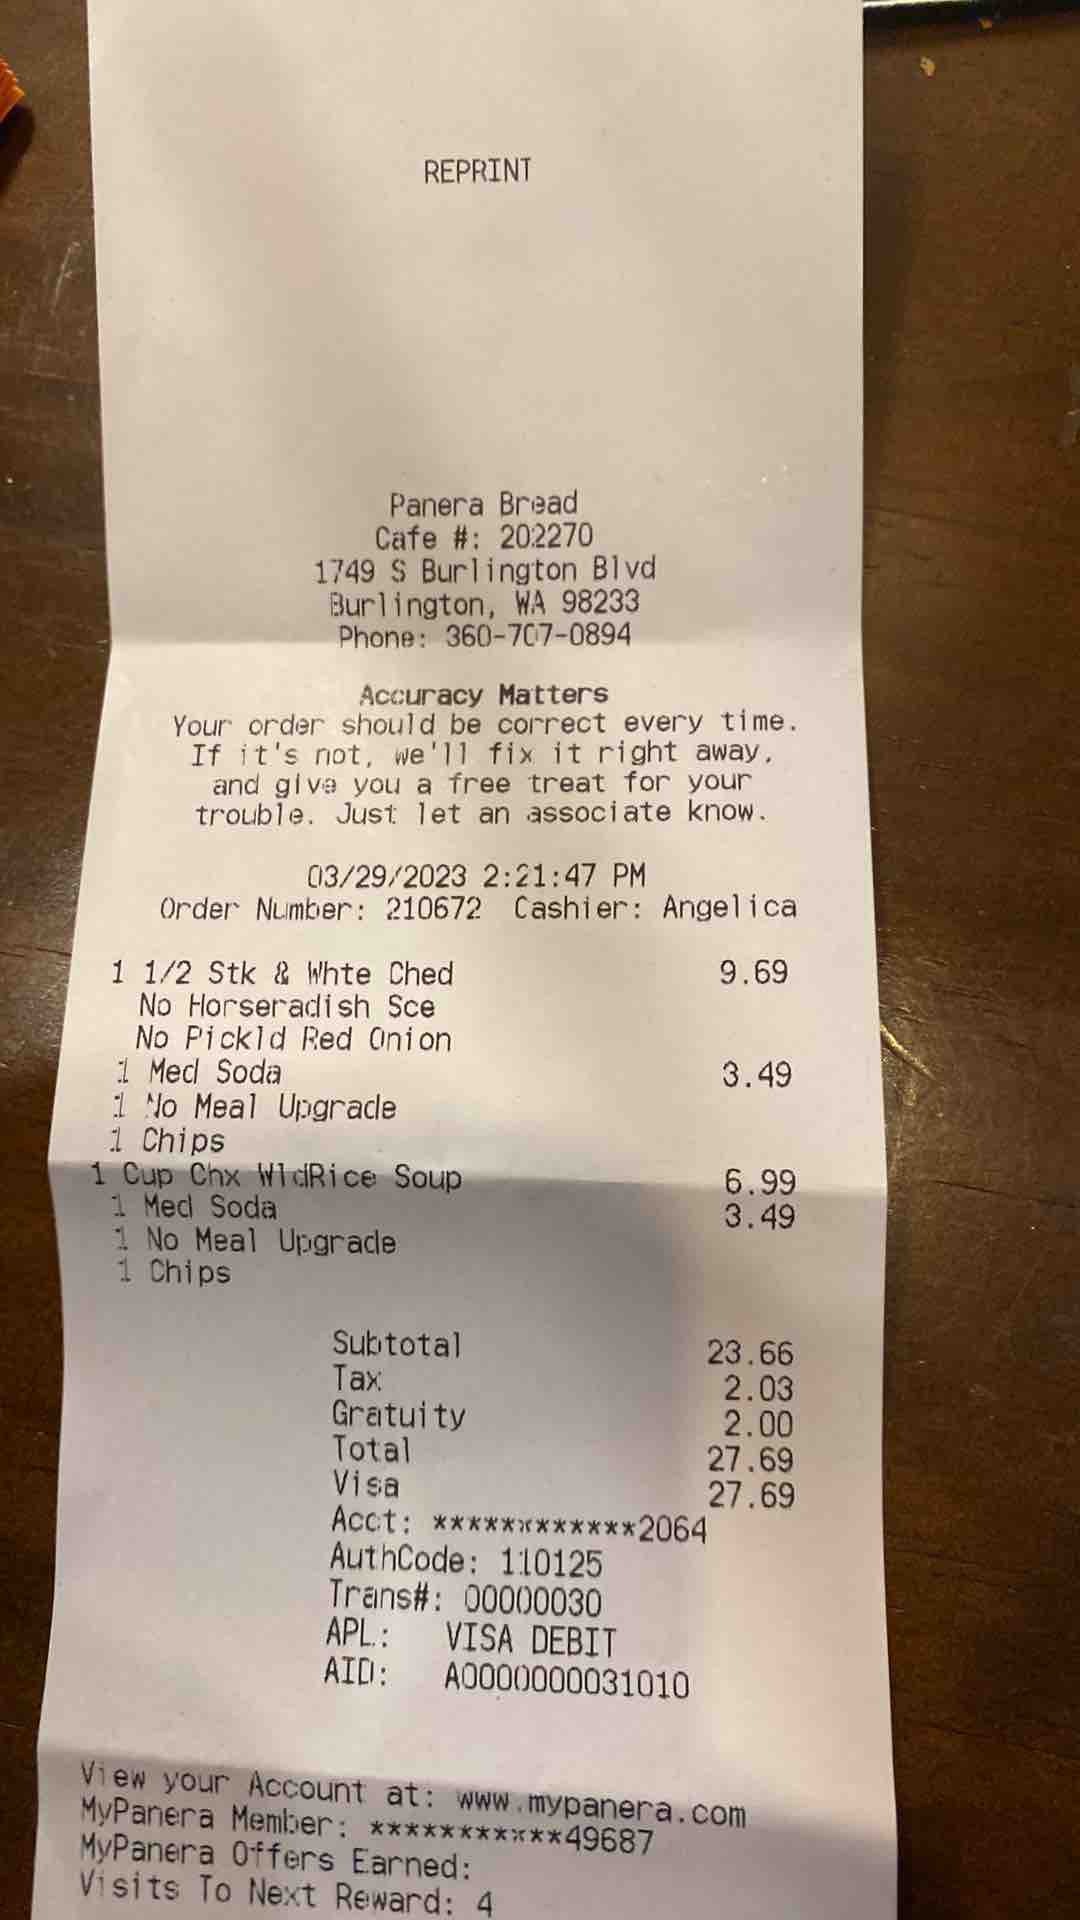 REPRINT
Panera Bread
Cafe #: 202270
1749 S Burlington Blvd
Burlington, WA 98233
Phone: 360-707-0894
Accuracy Matters
Your order should be correct every time.
If it's not, we'll fix it right away,
and give you a free treat for your
trouble. Just let an associate know.
03/29/2023 2:21:47 PM
Order Number: 210672 Cashier: Angelica
1 1/2 Stk & Whte Ched 9.69
No Horseradish Sce
No Pickld Red Onion
1 Med Soda 3.49
1 No Meal Upgrade
1 Chips
1 Cup Chx WldRice Soup 6.99
1 Med Soda 3.49
1 No Meal Upgrade
1 Chips
Subtotal 23.66
Tax 2.03
Gratuity 2.00
Total 27.69
Visa 27.69
Acct: ************2064
AuthCode: 110125
Trans#: 00000030
APL: VISA DEBIT
AID: A0000000031010
View your Account at: www.mypanera.com
MyPanera Member: ***********49687
MyPanera Offers Earned:
Visits To Next Reward: 4